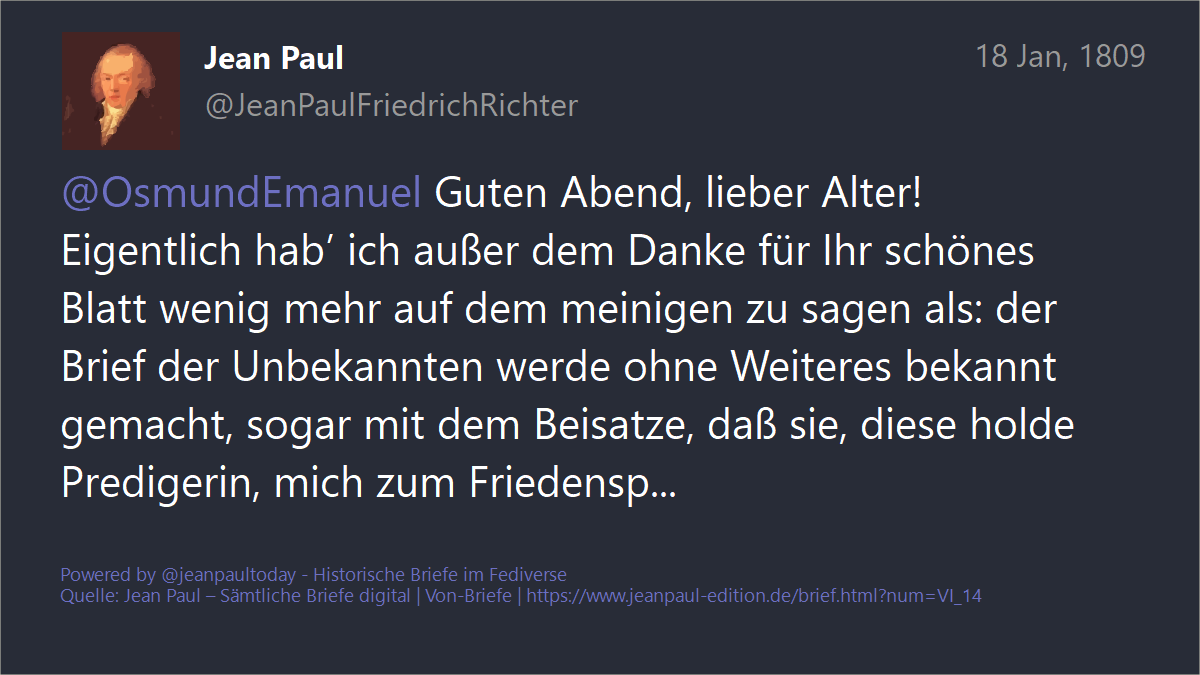 Jean Paul
18 Jan, 1809
@JeanPaulFriedrichRichter
@OsmundEmanuel Guten Abend, lieber Alter!
Eigentlich hab’ ich außer dem Danke für Ihr schönes
Blatt wenig mehr auf dem meinigen zu sagen als: der
Brief der Unbekannten werde ohne Weiteres bekannt
gemacht, sogar mit dem Beisatze, daß sie, diese holde
Predigerin, mich zum Friedensp...
Powered by @jeanpaultoday - Historische Briefe im Fediverse
Quelle: Jean Paul – Sämtliche Briefe digital | Von-Briefe | https://www.jeanpaul-edition.de/brief.html?num=VI_14